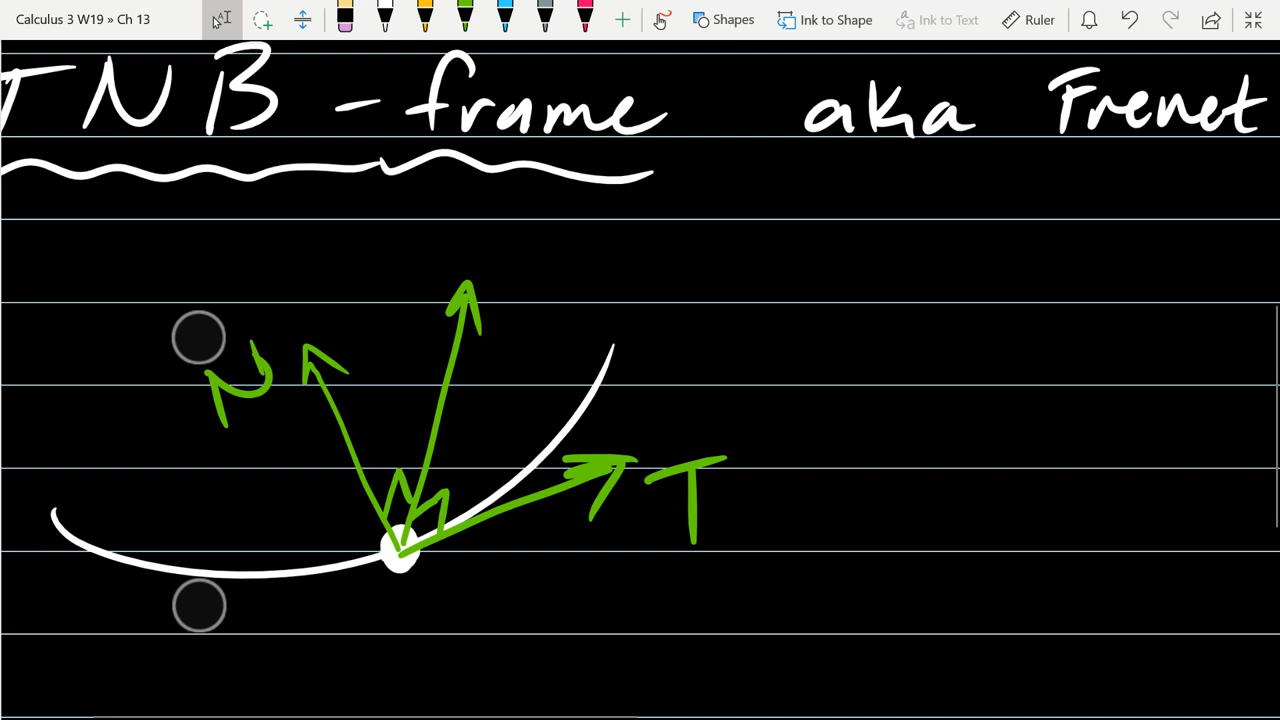 Calculus 3 W19 » Ch 13
Shapes
Ink to Shape
Ink to Text
Ruler
TNB - frame aka Frenet
N
T